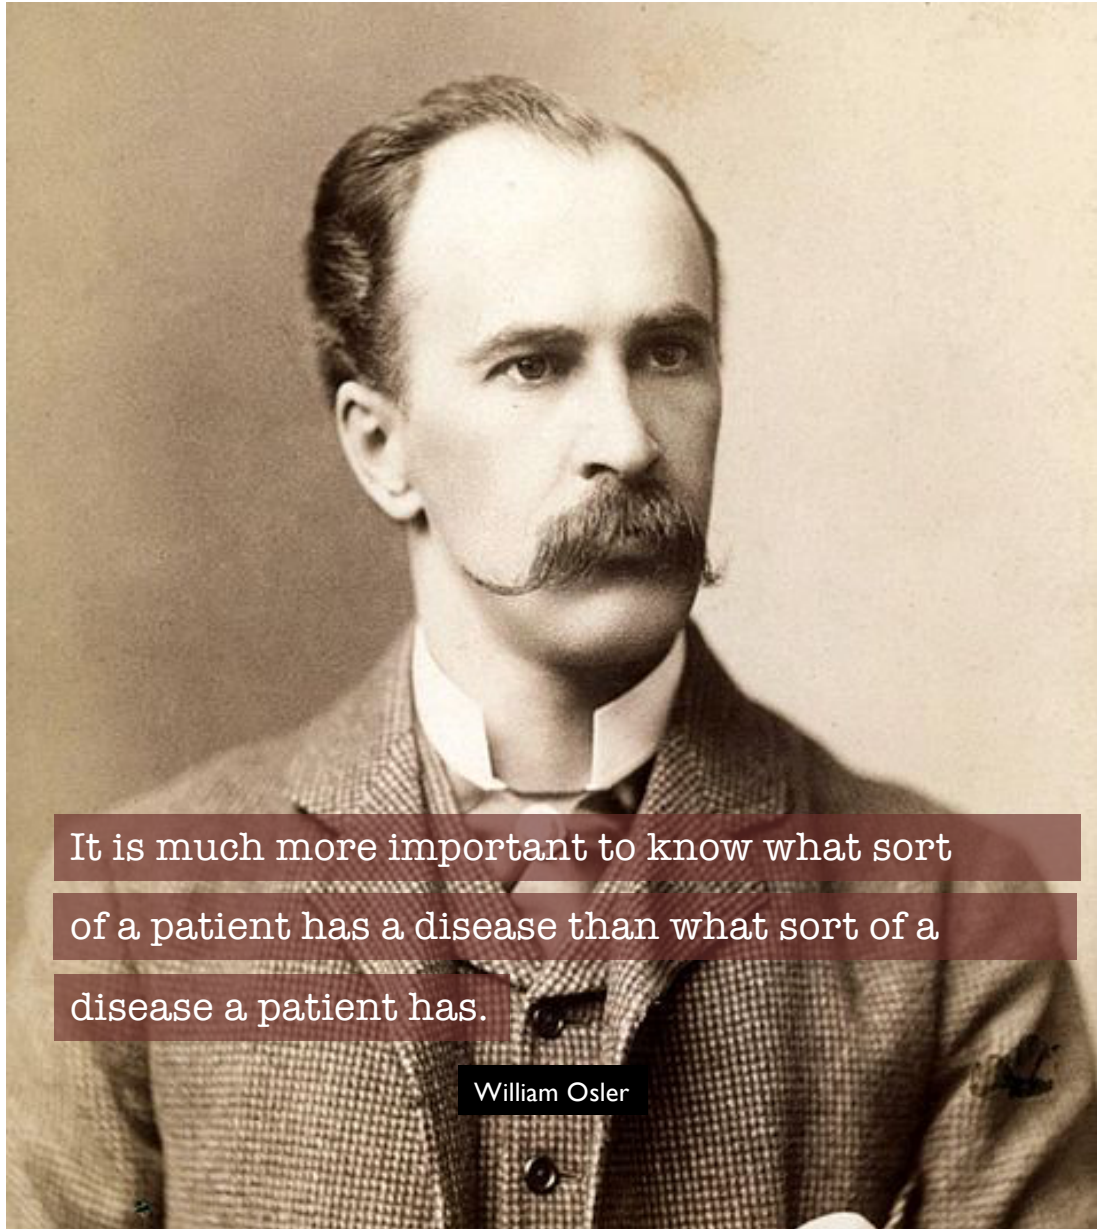 It is much more important to know what sort
of a patient has a disease than what sort of a
disease a patient has.
William Osler